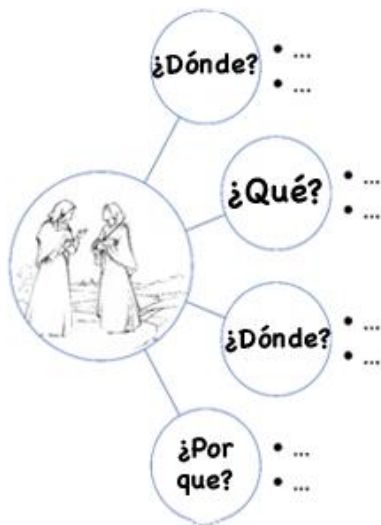 ¿Dónde?
• ...
• ...
¿Qué?
• ...
• ...
¿Dónde?
• ...
• ...
¿Por
que?
• ...
• ...